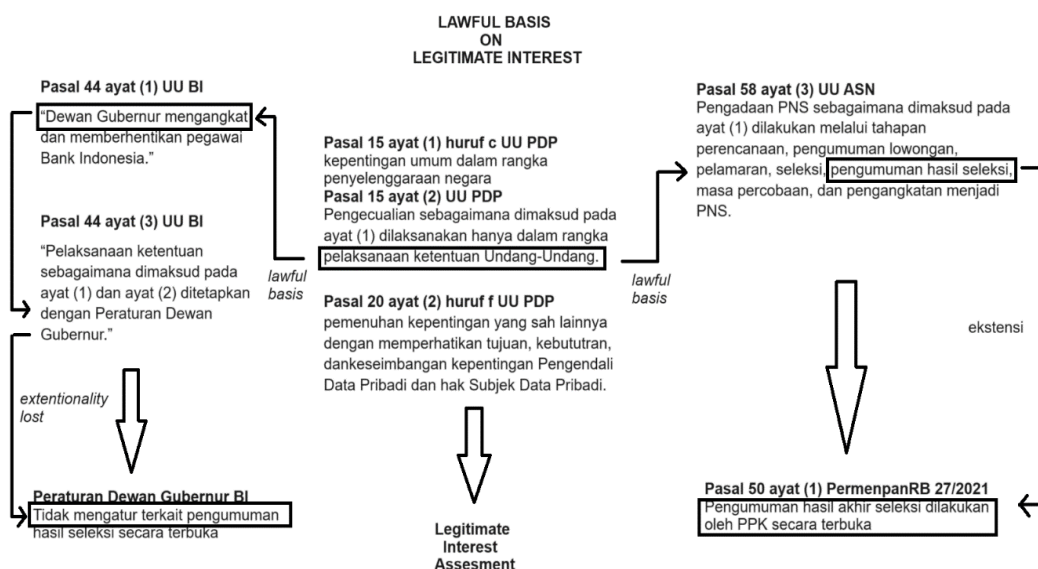 LAWFUL BASIS
ON
LEGITIMATE INTEREST
Pasal 44 ayat (1) UU BI
“Dewan Gubernur mengangkat
dan memberhentikan pegawai
Bank Indonesia.”
Pasal 44 ayat (3) UU BI
“Pelaksanaan ketentuan
sebagaimana dimaksud pada
ayat (1) dan ayat (2) ditetapkan
dengan Peraturan Dewan
Gubernur.”
extentionality
lost
Peraturan Dewan Gubernur BI
Tidak mengatur terkait pengumuman
hasil seleksi secara terbuka
lawful
basis
Pasal 15 ayat (1) huruf c UU PDP
kepentingan umum dalam rangka
penyelenggaraan negara
Pasal 15 ayat (2) UU PDP
Pengecualian sebagaimana dimaksud pada
ayat (1) dilaksanakan hanya dalam rangka
pelaksanaan ketentuan Undang-Undang.
Pasal 20 ayat (2) huruf f UU PDP
pemenuhan kepentingan yang sah lainnya
dengan memperhatikan tujuan, kebututran,
dankeseimbangan kepentingan Pengendali
Data Pribadi dan hak Subjek Data Pribadi.
Legitimate
Interest
Assesment
lawful
basis
Pasal 58 ayat (3) UU ASN
Pengadaan PNS sebagaimana dimaksud pada
ayat (1) dilakukan melalui tahapan
perencanaan, pengumuman lowongan,
pelamaran, seleksi, pengumuman hasil seleksi,
masa percobaan, dan pengangkatan menjadi
PNS.
ekstensi
Pasal 50 ayat (1) PermenpanRB 27/2021
Pengumuman hasil akhir seleksi dilakukan
oleh PPK secara terbuka